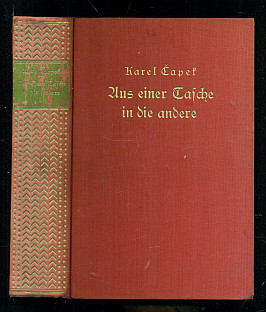 Karel Čapek
Aus einer Tasche
in die andere